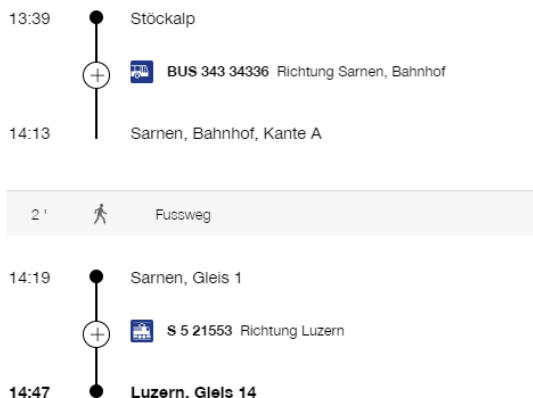 13:39 Stöckalp
BUS 343 34336 Richtung Sarnen, Bahnhof
14:13 Sarnen, Bahnhof, Kante A
2 ' Fussweg
14:19 Sarnen, Gleis 1
S 5 21553 Richtung Luzern
14:47 Luzern, Gleis 14